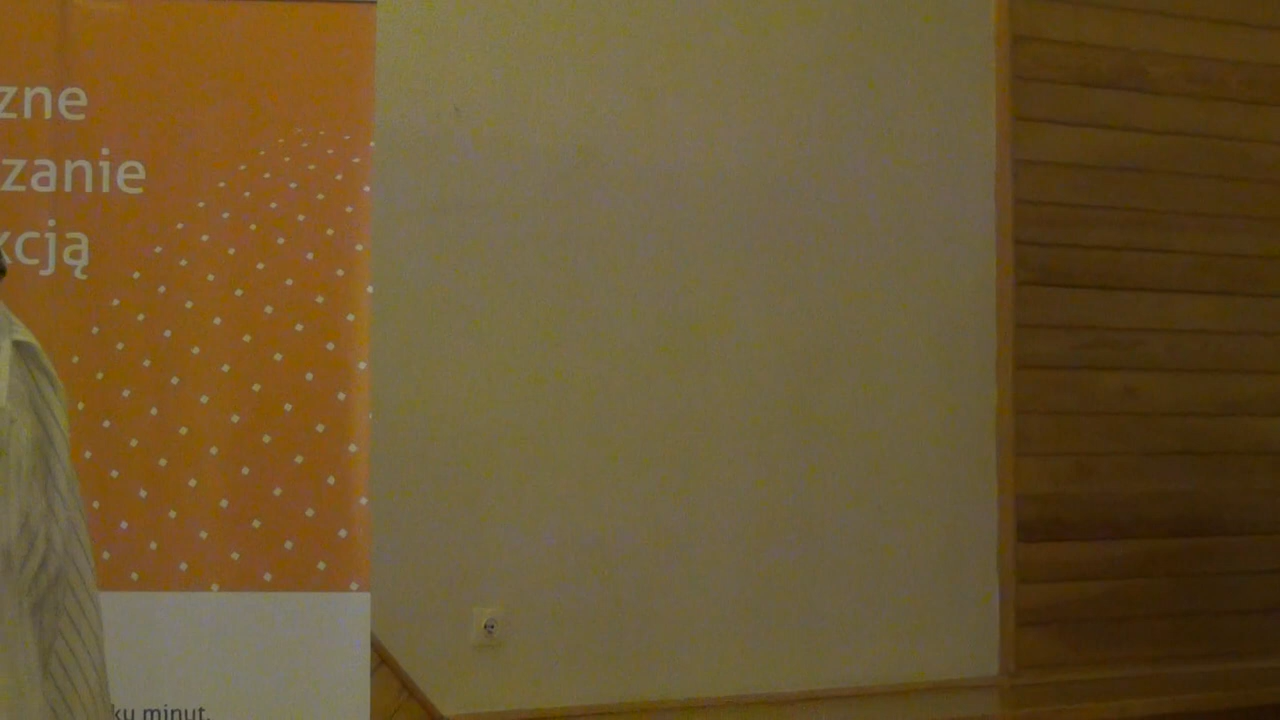 zne
zanie
kcją
ku minut.